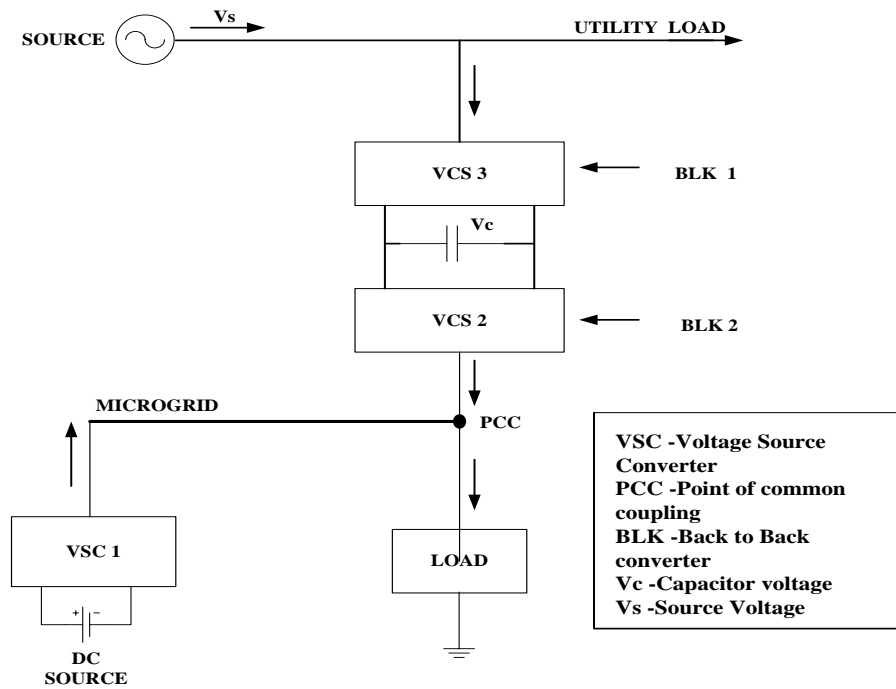 Vs
SOURCE
UTILITY LOAD
VCS 3
BLK 1
Vc
VCS 2
BLK 2
MICROGRID
PCC
VSC 1
+ −
DC
SOURCE
LOAD
VSC -Voltage Source
Converter
PCC -Point of common
coupling
BLK -Back to Back
converter
Vc -Capacitor voltage
Vs -Source Voltage